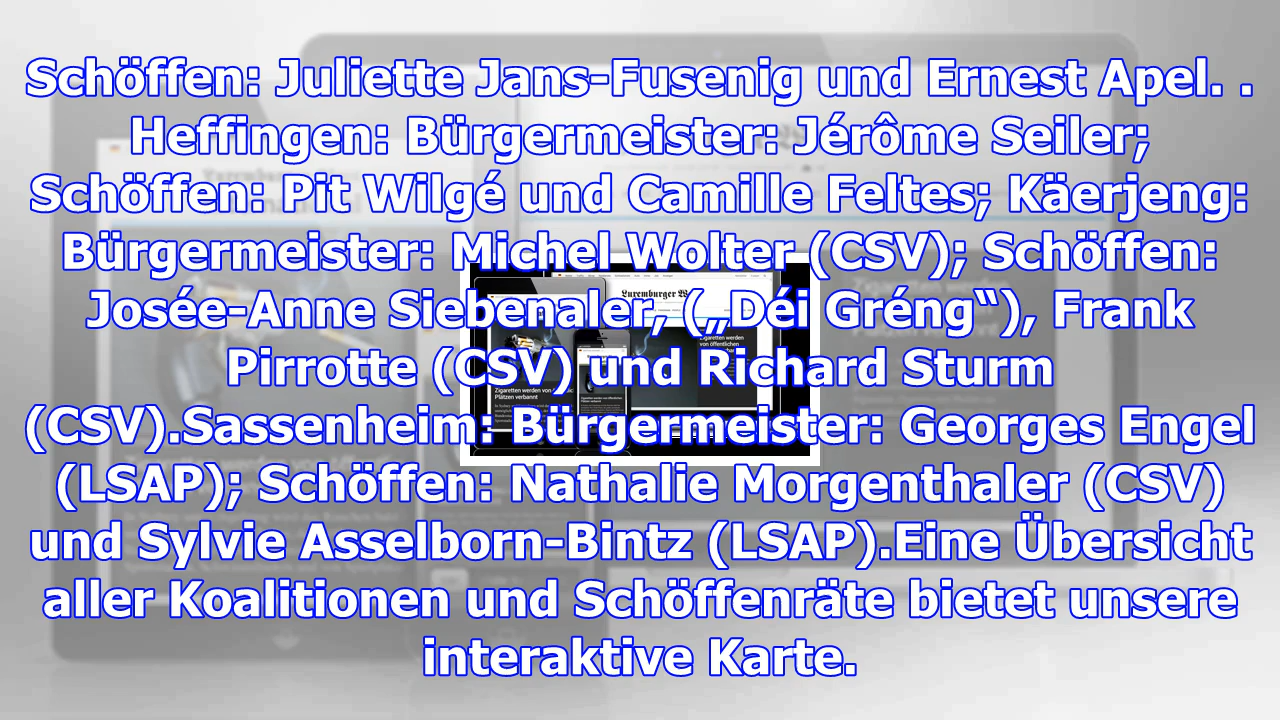 Schöffen: Juliette Jans-Fusenig und Ernest Apel. .
Heffingen: Bürgermeister: Jérôme Seiler;
Schöffen: Pit Wilgé und Camille Feltes; Käerjeng:
Bürgermeister: Michel Wolter (CSV); Schöffen:
Josée-Anne Siebenaler, („Déi Gréng“), Frank
Pirrotte (CSV) und Richard Sturm
(CSV).Sassenheim: Bürgermeister: Georges Engel
(LSAP); Schöffen: Nathalie Morgenthaler (CSV)
und Sylvie Asselborn-Bintz (LSAP).Eine Übersicht
aller Koalitionen und Schöffenräte bietet unsere
interaktive Karte.